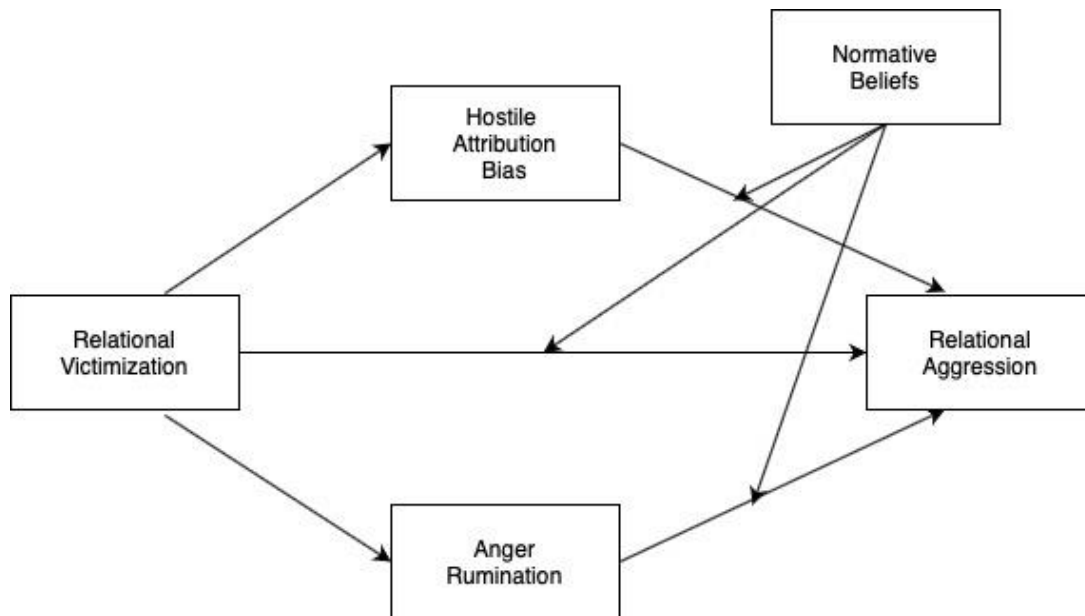 Normative
Beliefs
Hostile
Attribution
Bias
Relational
Victimization
Relational
Aggression
Anger
Rumination